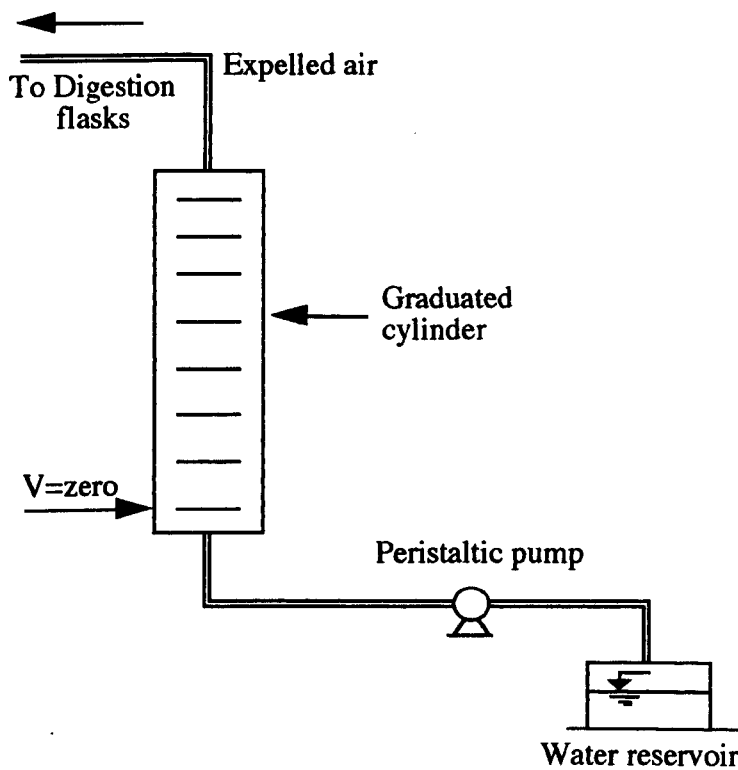 Expelled air
To Digestion
flasks
Graduated
cylinder
V=zero
Peristaltic pump
Water reservoir